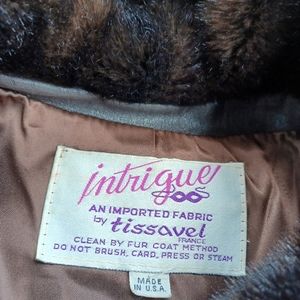 intrigue
AN IMPORTED FABRIC
by tissavel
FRANCE
CLEAN BY FUR COAT METHOD
DO NOT BRUSH, CARD, PRESS OR STEAM
MADE
IN U.S.A.